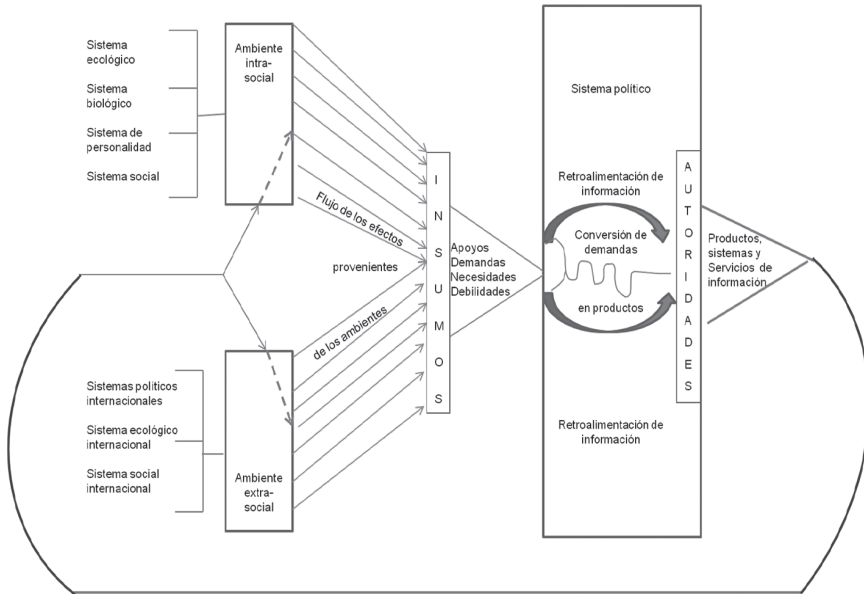 Sistema
ecológico
Sistema
biológico
Sistema de
personalidad
Sistema social
Ambiente
intra-
social
Flujo de los efectos
provenientes
de los ambientes
Sistemas políticos
internacionales
Sistema ecológico
internacional
Sistema social
internacional
Ambiente
extra-
social
INSUMOS
Apoyos
Demandas
Necesidades
Debilidades
Sistema político
Retroalimentación de
información
Conversión de
demandas
en productos
Retroalimentación de
información
AUTORIDADES
Productos,
sistemas y
Servicios de
información